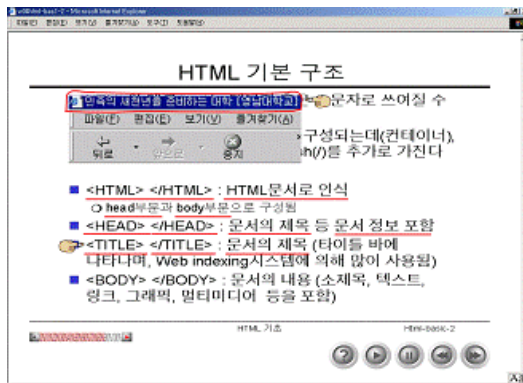 Microsoft Internet Explorer
HTML 기본 구조
민족의 새천년을 준비하는 대학 [영남대학교]
문자로 쓰여질 수
파일(F) 편집(E) 보기(V) 즐겨찾기(A)
구성되는데(컨테이너),
뒤로 앞으로 중지
h(/)를 추가로 가진다
<HTML> </HTML> : HTML문서로 인식
head부문과 body부문으로 구성됨
<HEAD> </HEAD> : 문서의 제목 등 문서 정보 포함
<TITLE> </TITLE> : 문서의 제목 (타이틀 바에
나타나며, Web indexing시스템에 의해 많이 사용됨)
<BODY> </BODY> : 문서의 내용 (소제목, 텍스트,
링크, 그래픽, 멀티미디어 등을 포함)
HTML 기초
Html-basic-2